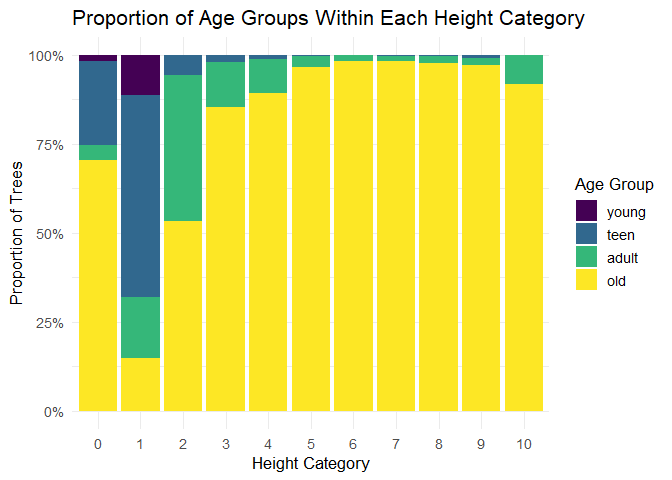 Proportion of Age Groups Within Each Height Category
100%
75%
50%
25%
0%
Proportion of Trees
0 1 2 3 4 5 6 7 8 9 10
Height Category
Age Group
young
teen
adult
old